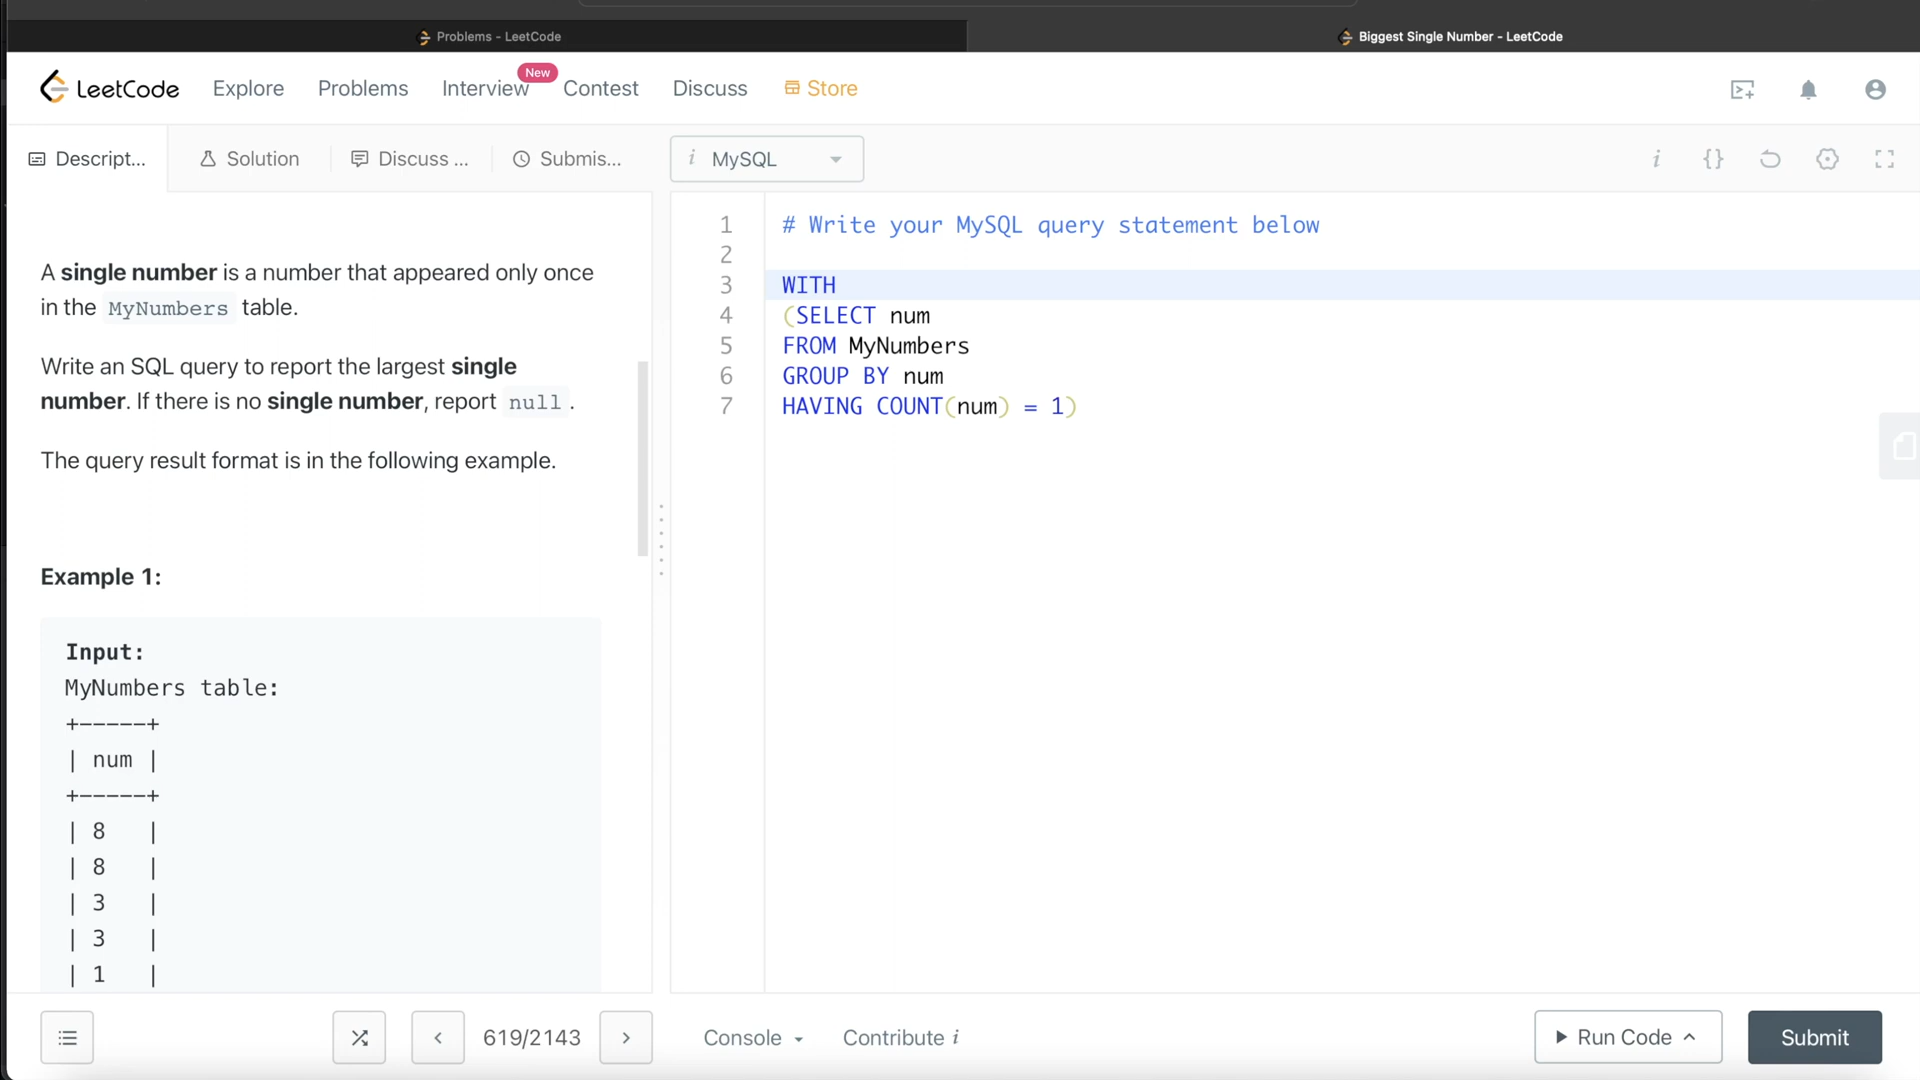 Problems - LeetCode
Biggest Single Number - LeetCode
LeetCode
Explore
Problems
Interview
New
Contest
Discuss
Store
Descript...
Solution
Discuss ...
Submis...
i MySQL
i
{}
A single number is a number that appeared only once
in the MyNumbers table.
Write an SQL query to report the largest single
number. If there is no single number, report null.
The query result format is in the following example.
Example 1:
Input:
MyNumbers table:
+-----+
| num |
+-----+
| 8   |
| 8   |
| 3   |
| 3   |
| 1   |
1 # Write your MySQL query statement below
2
3 WITH
4 (SELECT num
5 FROM MyNumbers
6 GROUP BY num
7 HAVING COUNT(num) = 1)
619/2143
Console
Contribute i
Run Code
Submit